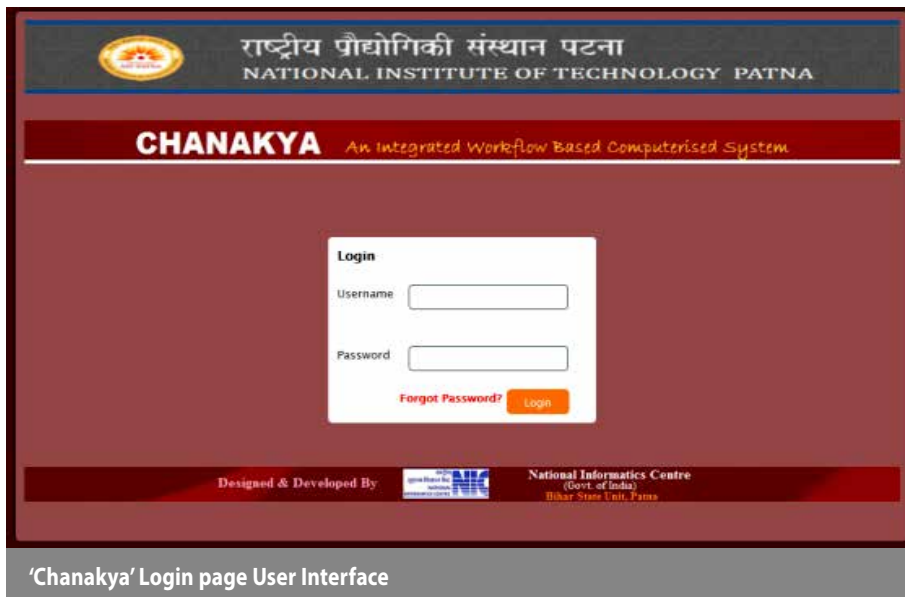 राष्ट्रीय प्रौद्योगिकी संस्थान पटना
NATIONAL INSTITUTE OF TECHNOLOGY PATNA
CHANAKYA An Integrated Workflow Based Computerised System
Login
Username
Password
Forgot Password? Login
Designed & Developed By
NIC
National Informatics Centre
(Govt. of India)
Bihar State Unit, Patna
‘Chanakya’ Login page User Interface